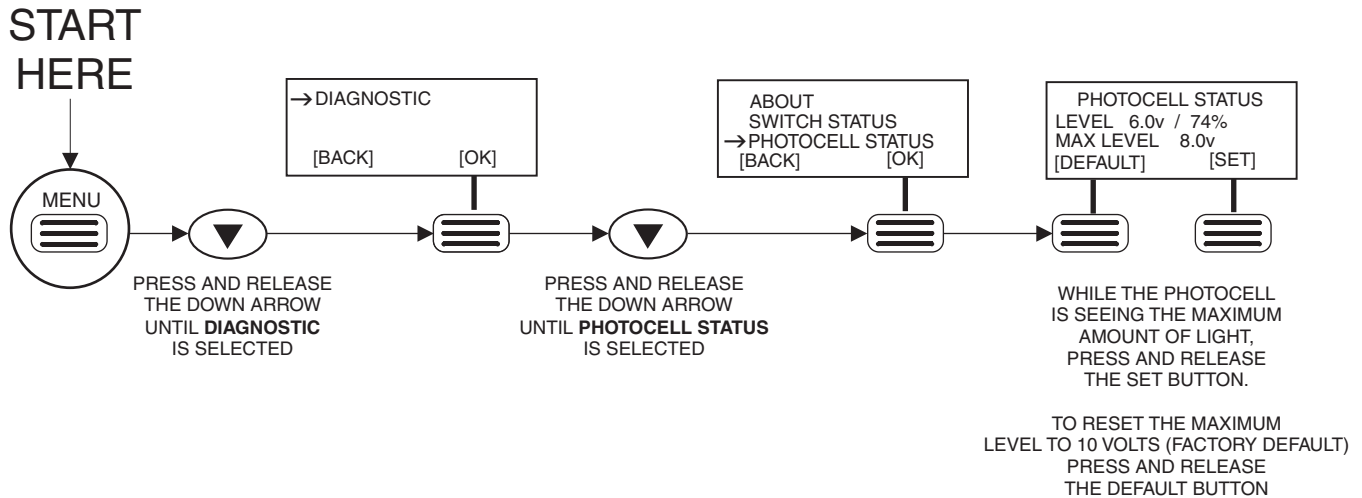 START
HERE
MENU
PRESS AND RELEASE
THE DOWN ARROW
UNTIL DIAGNOSTIC
IS SELECTED
→DIAGNOSTIC
[BACK] [OK]
PRESS AND RELEASE
THE DOWN ARROW
UNTIL PHOTOCELL STATUS
IS SELECTED
ABOUT
SWITCH STATUS
→PHOTOCELL STATUS
[BACK] [OK]
PHOTOCELL STATUS
LEVEL 6.0v / 74%
MAX LEVEL 8.0v
[DEFAULT] [SET]
WHILE THE PHOTOCELL
IS SEEING THE MAXIMUM
AMOUNT OF LIGHT,
PRESS AND RELEASE
THE SET BUTTON.
TO RESET THE MAXIMUM
LEVEL TO 10 VOLTS (FACTORY DEFAULT)
PRESS AND RELEASE
THE DEFAULT BUTTON